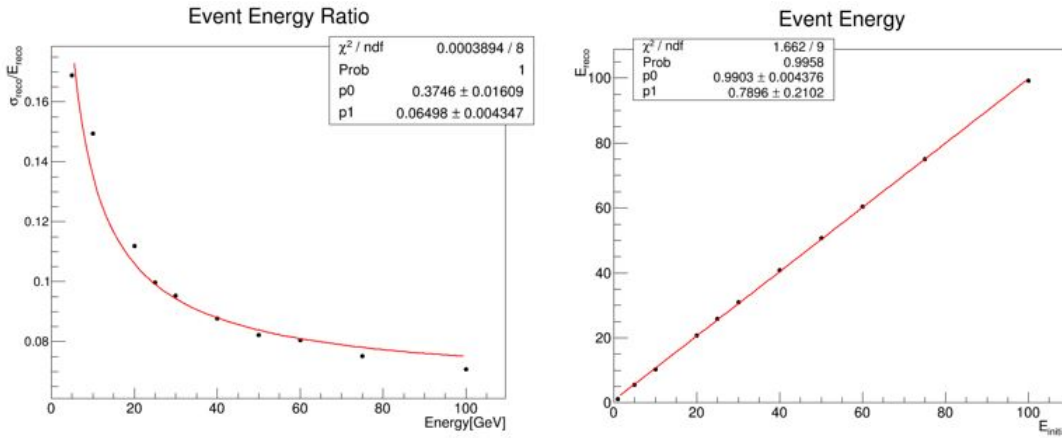 Event Energy Ratio
χ² / ndf 0.0003894 / 8
Prob 1
p0 0.3746 ± 0.01609
p1 0.06498 ± 0.004347
σreco/Ereco
0.16
0.14
0.12
0.1
0.08
0 20 40 60 80 100
Energy[GeV]
Event Energy
χ² / ndf 1.662 / 9
Prob 0.9958
p0 0.9903 ± 0.004376
p1 0.7896 ± 0.2102
Ereco
100
80
60
40
20
0
0 20 40 60 80 100